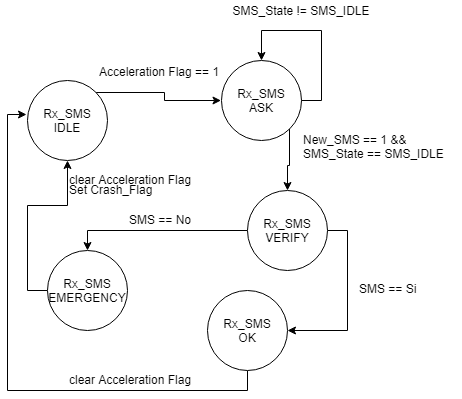 SMS_State != SMS_IDLE
Acceleration Flag == 1
Rx_SMS
ASK
Rx_SMS
IDLE
New_SMS == 1 &&
SMS_State == SMS_IDLE
clear Acceleration Flag
Set Crash_Flag
SMS == No
Rx_SMS
VERIFY
Rx_SMS
EMERGENCY
SMS == Si
Rx_SMS
OK
clear Acceleration Flag